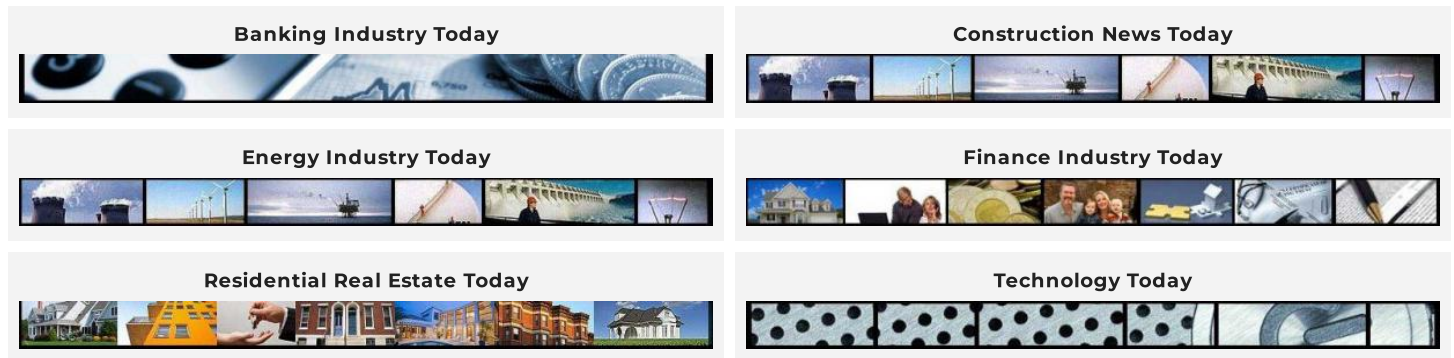 Banking Industry Today
Construction News Today
Energy Industry Today
Finance Industry Today
Residential Real Estate Today
Technology Today